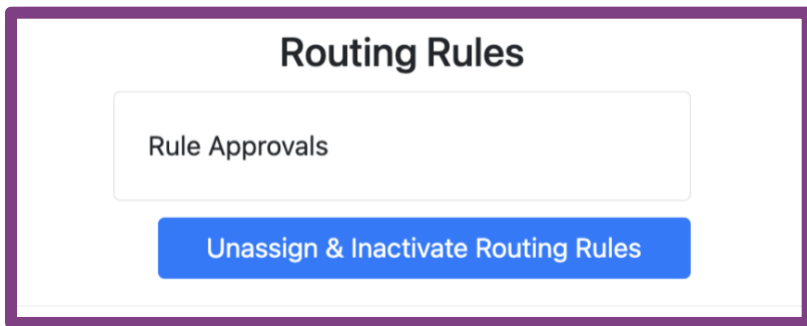 Routing Rules
Rule Approvals
Unassign & Inactivate Routing Rules